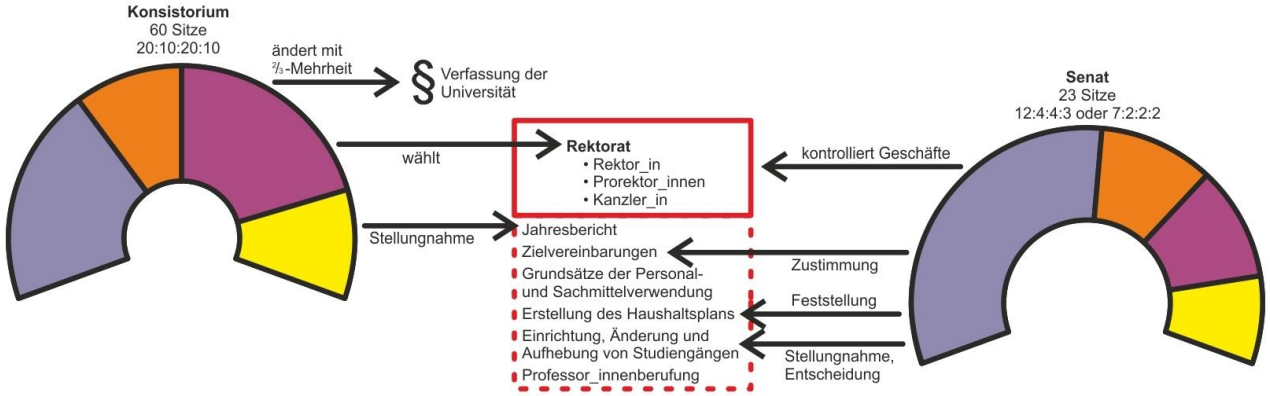 Konsistorium
60 Sitze
20:10:20:10
ändert mit
⅔-Mehrheit
§ Verfassung der
Universität
wählt
Stellungnahme
Rektorat
• Rektor_in
• Prorektor_innen
• Kanzler_in
Jahresbericht
Zielvereinbarungen
Grundsätze der Personal-
und Sachmittelverwendung
Erstellung des Haushaltsplans
Einrichtung, Änderung und
Aufhebung von Studiengängen
Professor_innenberufung
Senat
23 Sitze
12:4:4:3 oder 7:2:2:2
kontrolliert Geschäfte
Zustimmung
Feststellung
Stellungnahme,
Entscheidung